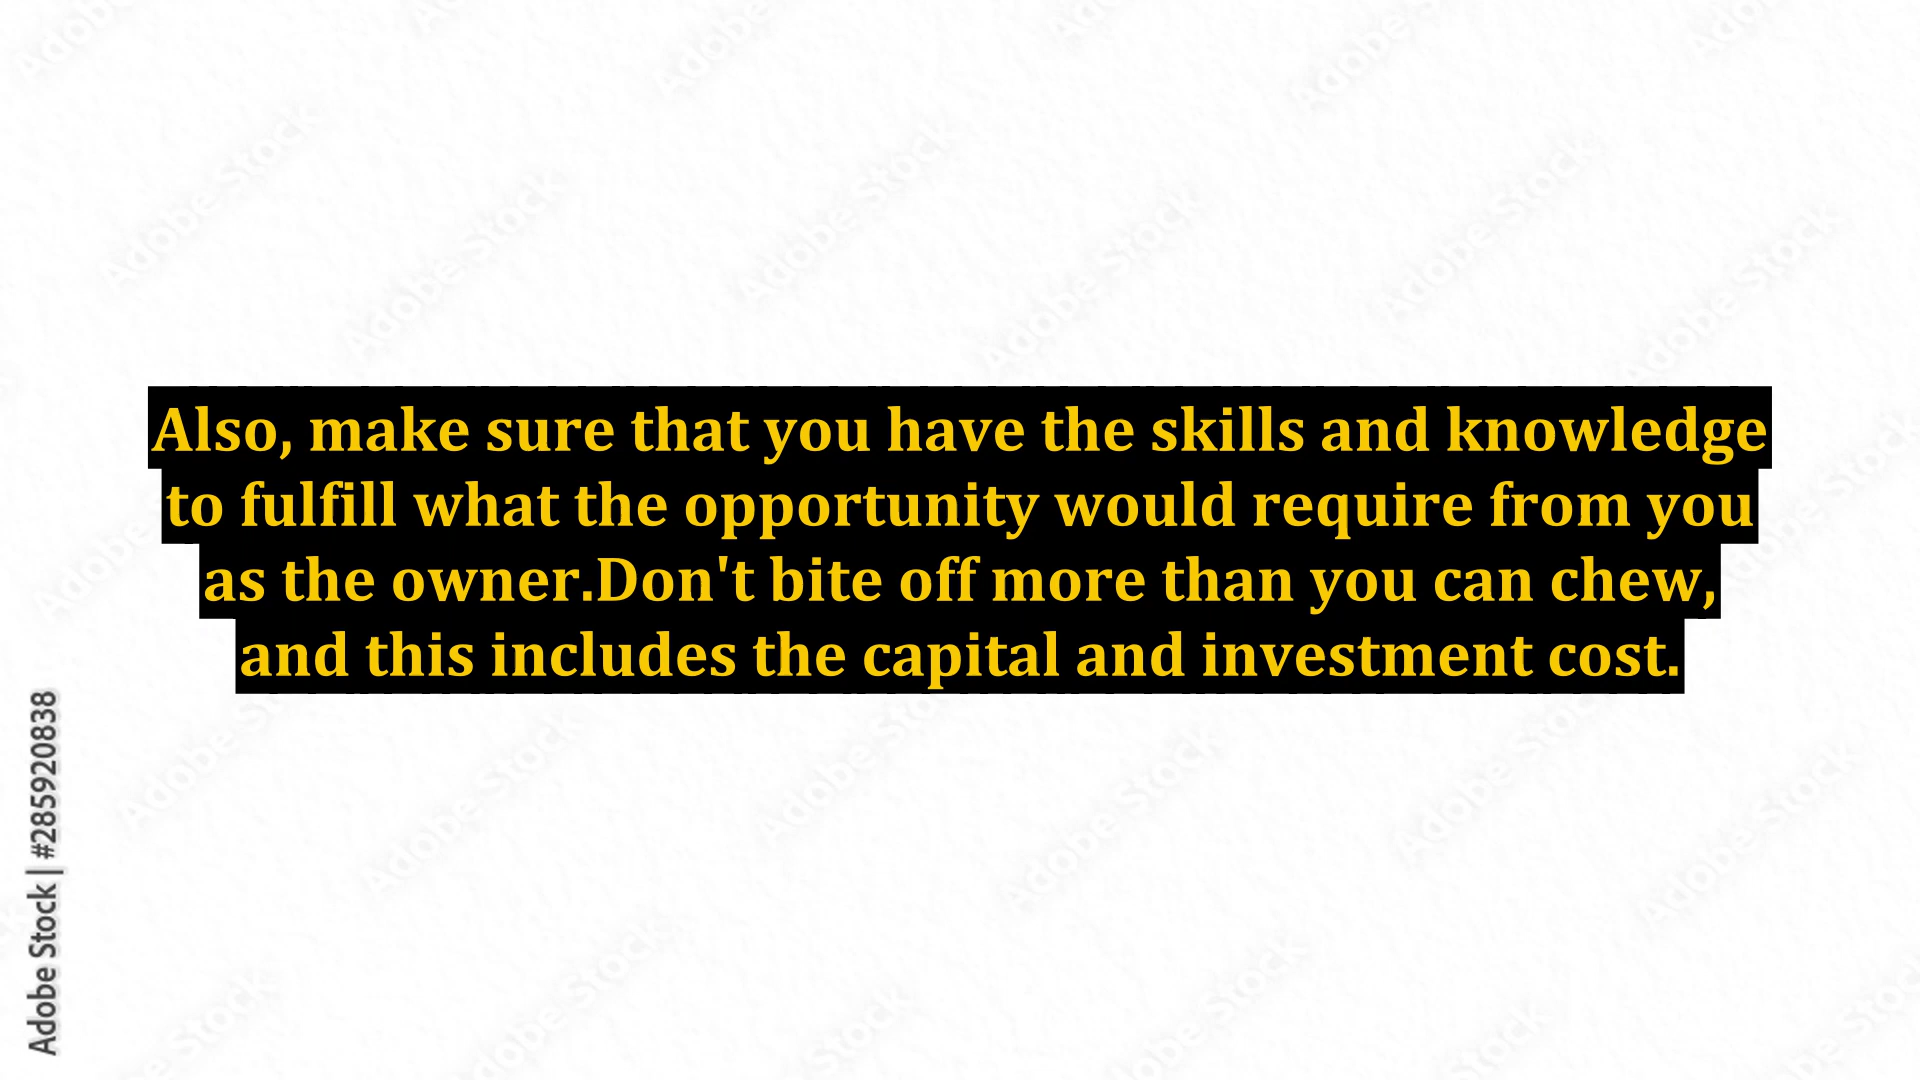 Also, make sure that you have the skills and knowledge
to fulfill what the opportunity would require from you
as the owner.Don't bite off more than you can chew,
and this includes the capital and investment cost.
Adobe Stock | #285920838